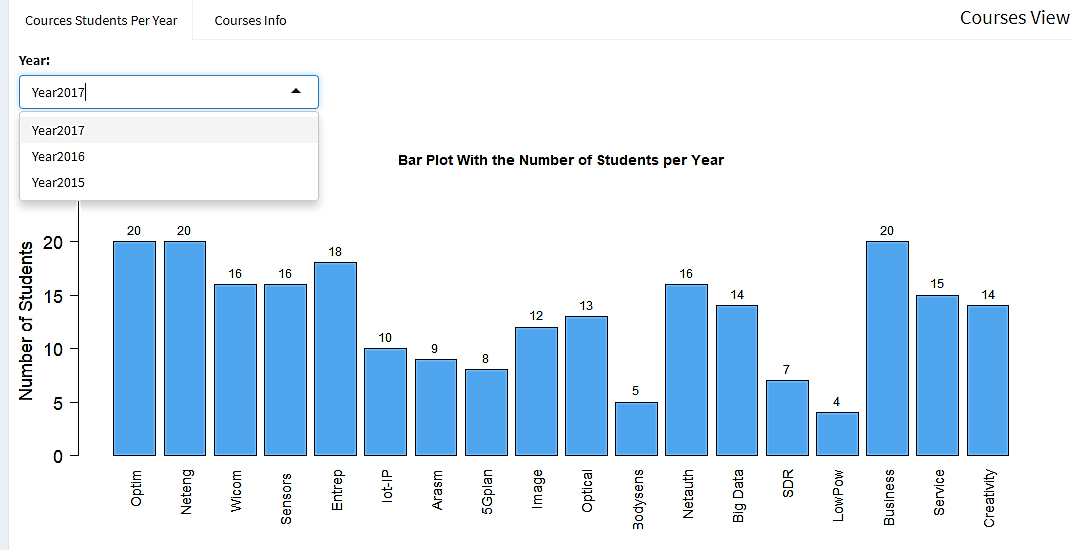 Cources Students Per Year
Courses Info
Courses View
Year:
Year2017
Year2017
Year2016
Year2015
Bar Plot With the Number of Students per Year
Number of Students
20
15
10
5
0
20
20
16
16
18
10
9
8
12
13
5
16
14
7
4
20
15
14
Optim
Neteng
Wicom
Sensors
Entrep
Iot-IP
Arasm
5Gplan
Image
Optical
Bodysens
Netauth
Big Data
SDR
LowPow
Business
Service
Creativity